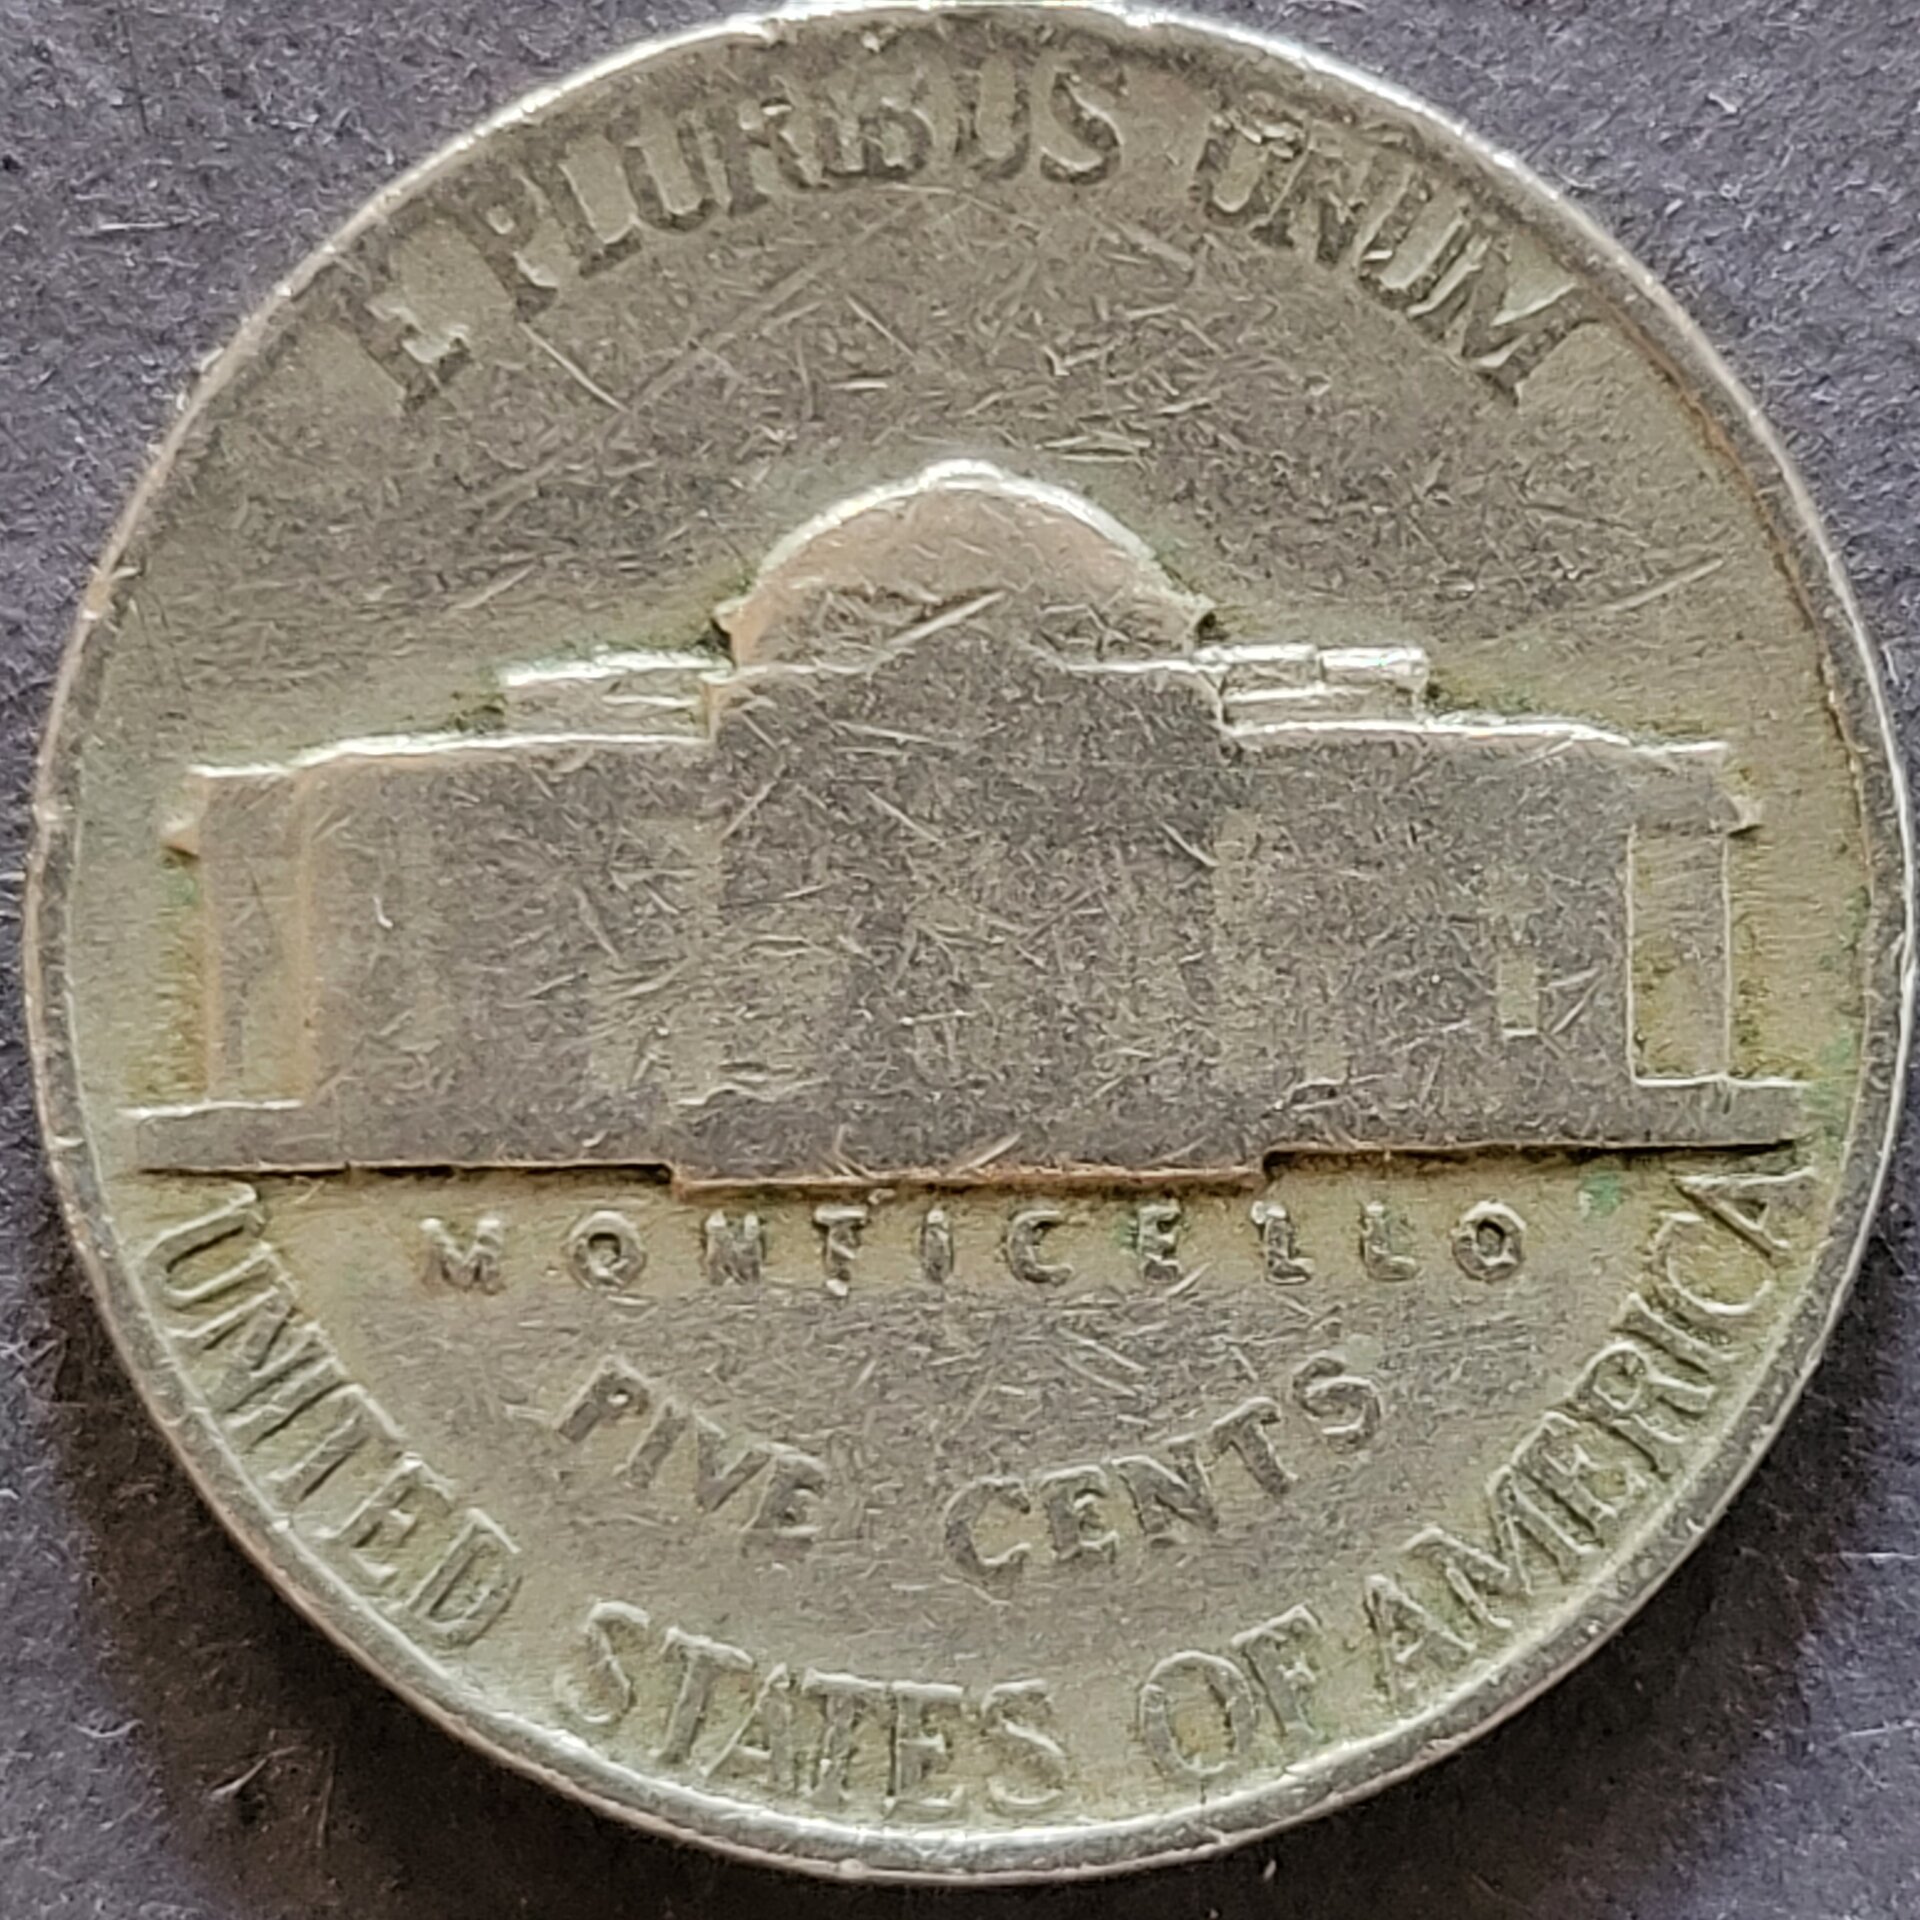 E PLURIBUS UNUM
MONTICELLO
FIVE CENTS
UNITED STATES OF AMERICA